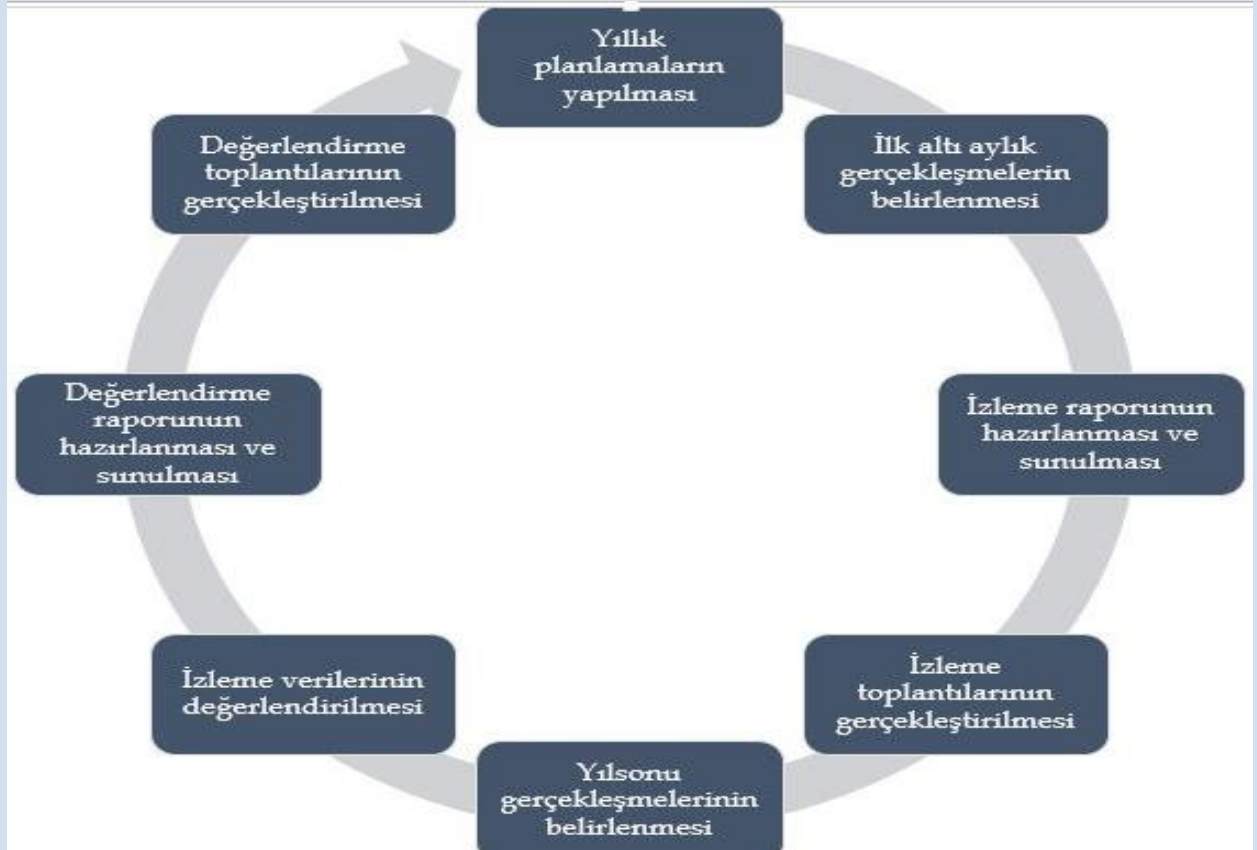 Yıllık
planlamaların
yapılması
İlk altı aylık
gerçekleşmelerin
belirlenmesi
İzleme raporunun
hazırlanması ve
sunulması
İzleme
toplantılarının
gerçekleştirilmesi
Yılsonu
gerçekleşmelerinin
belirlenmesi
İzleme verilerinin
değerlendirilmesi
Değerlendirme
raporunun
hazırlanması ve
sunulması
Değerlendirme
toplantılarının
gerçekleştirilmesi